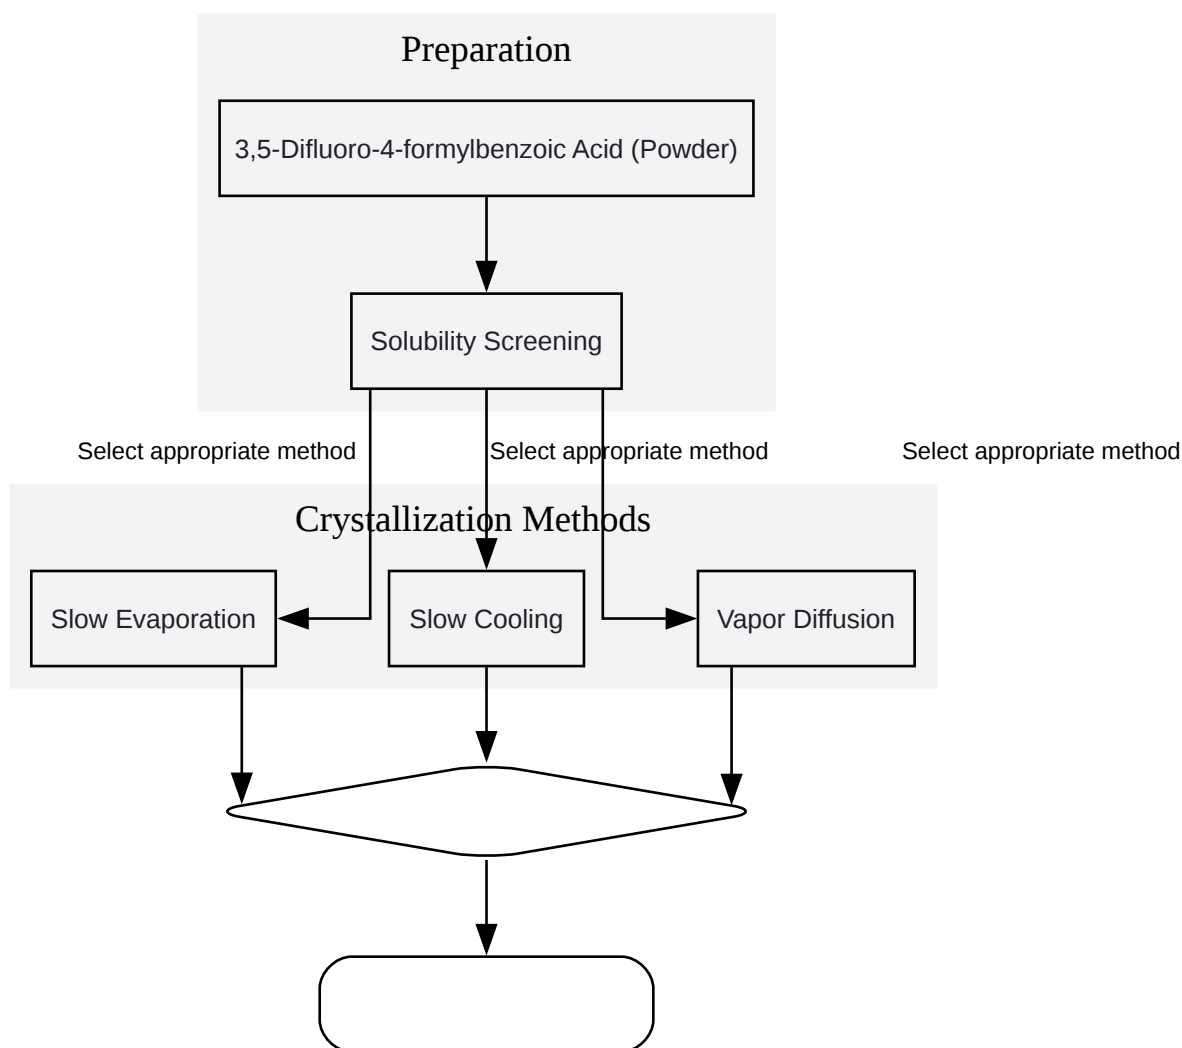 Preparation
3,5-Difluoro-4-formylbenzoic Acid (Powder)
Solubility Screening
Select appropriate method
Select appropriate method
Select appropriate method
Crystallization Methods
Slow Evaporation
Slow Cooling
Vapor Diffusion